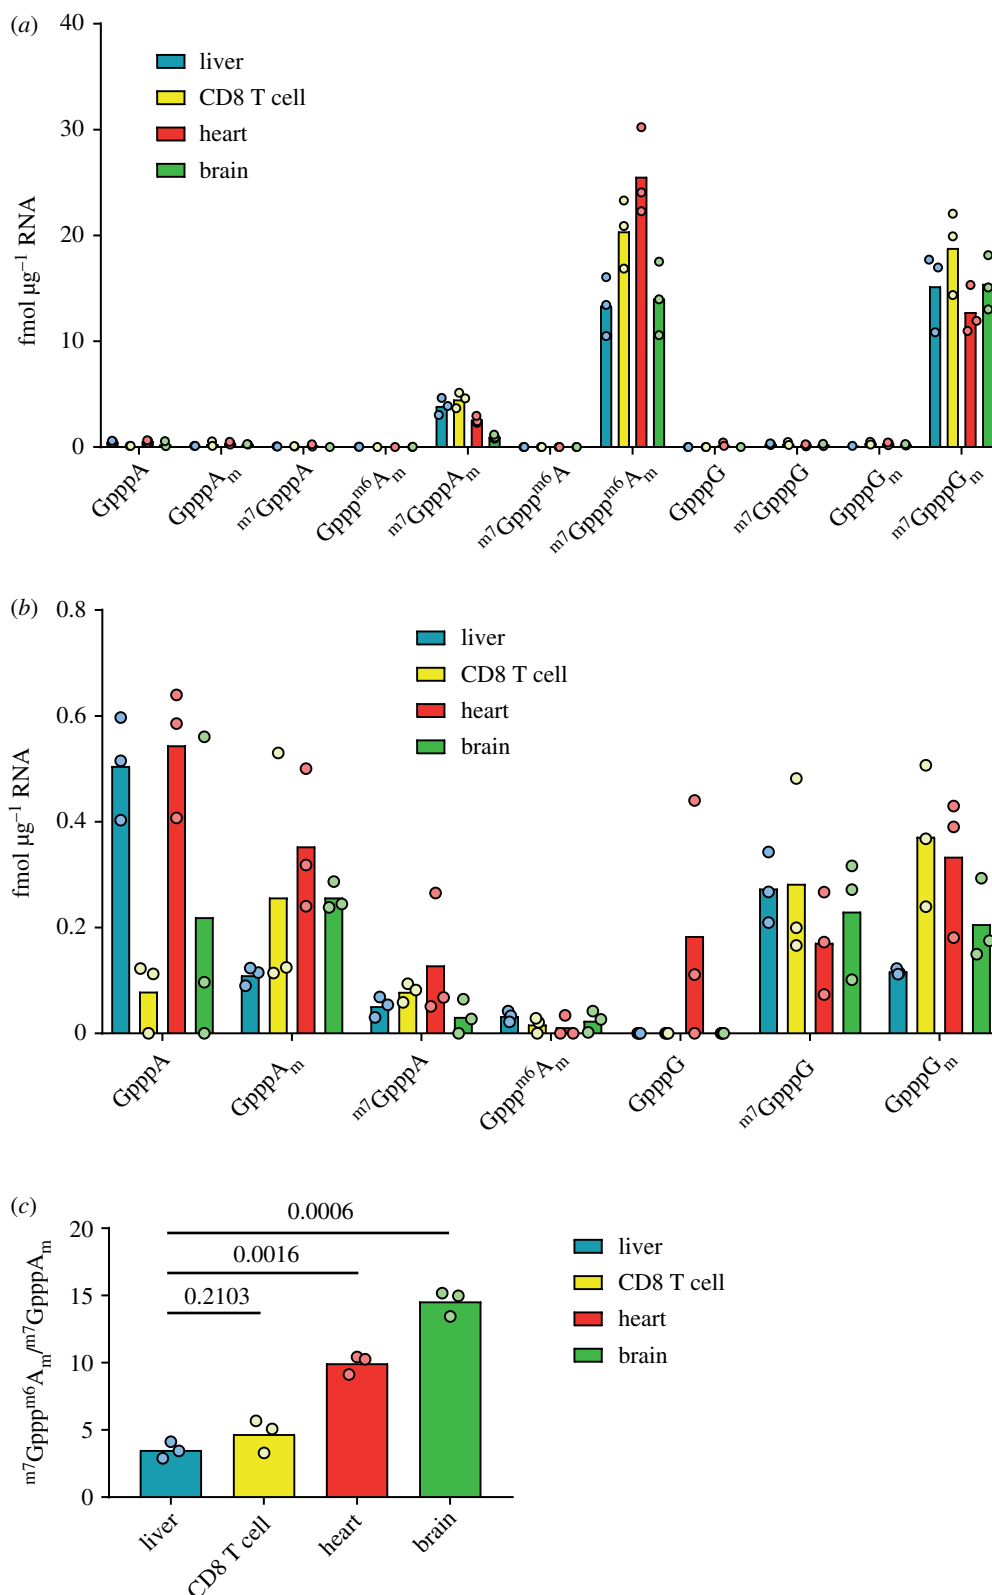 (a)
40
30
20
10
0
fmol µg⁻¹ RNA
liver
CD8 T cell
heart
brain
GpppA
GpppAₘ
ᵐ⁷GpppA
Gpppᵐ⁶Aₘ
ᵐ⁷GpppAₘ
ᵐ⁷Gpppᵐ⁶A
ᵐ⁷Gpppᵐ⁶Aₘ
GpppG
ᵐ⁷GpppG
GpppGₘ
ᵐ⁷GpppGₘ
(b)
0.8
0.6
0.4
0.2
0
fmol µg⁻¹ RNA
liver
CD8 T cell
heart
brain
GpppA
GpppAₘ
ᵐ⁷GpppA
Gpppᵐ⁶Aₘ
GpppG
ᵐ⁷GpppG
GpppGₘ
(c)
20
15
10
5
0
ᵐ⁷Gpppᵐ⁶Aₘ/ᵐ⁷GpppAₘ
0.0006
0.0016
0.2103
liver
CD8 T cell
heart
brain
liver
CD8 T cell
heart
brain